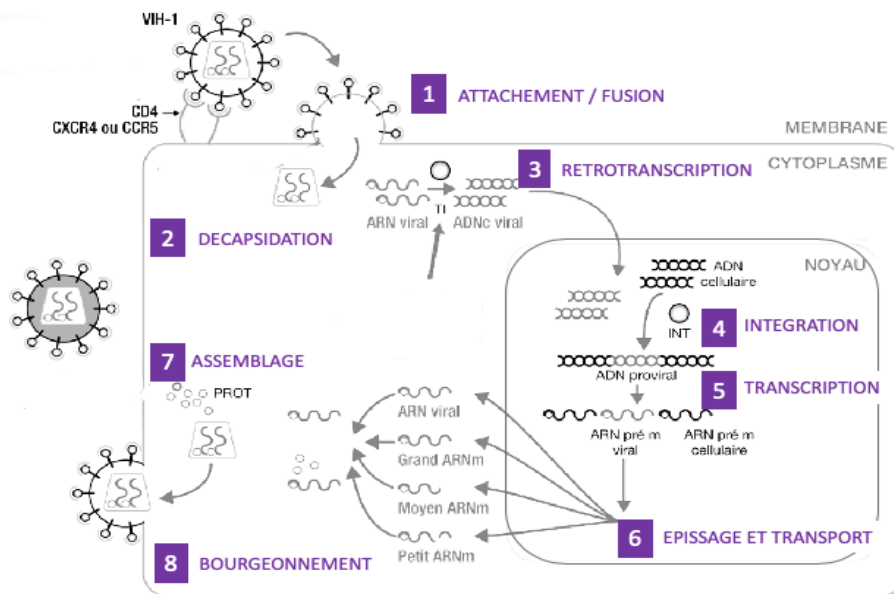 VIH-1
1 ATTACHEMENT / FUSION
CD4
CXCR4 ou CCR5
MEMBRANE
CYTOPLASME
3 RETROTRANSCRIPTION
ARN viral
TI
ADNc viral
2 DECAPSIDATION
NOYAU
ADN
cellulaire
INT
4 INTEGRATION
ADN proviral
5 TRANSCRIPTION
ARN pré m
viral
ARN pré m
cellulaire
7 ASSEMBLAGE
PROT
ARN viral
Grand ARNm
Moyen ARNm
Petit ARNm
6 EPISSAGE ET TRANSPORT
8 BOURGEONNEMENT